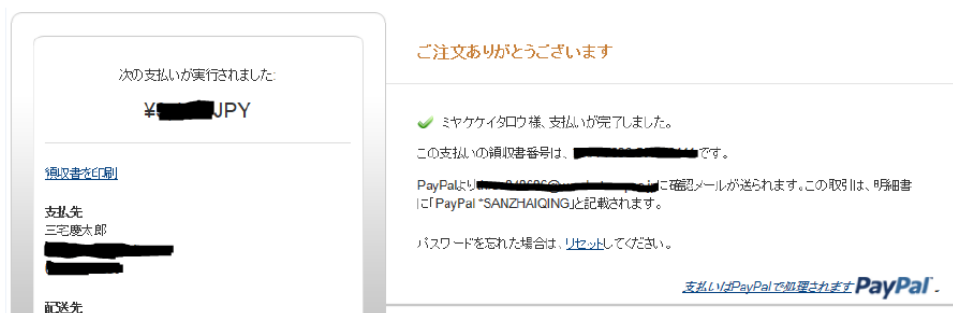 次の支払いが実行されました:
¥ JPY
領収書を印刷
支払先
三宅慶太郎
配送先
ご注文ありがとうございます
ミヤケケイタロウ様、支払いが完了しました。
この支払いの領収書番号は、 です。
PayPalより に確認メールが送られます。この取引は、明細書
に「PayPal *SANZHAIQING」と記載されます。
パスワードを忘れた場合は、リセットしてください。
支払いはPayPalで処理されます PayPal.